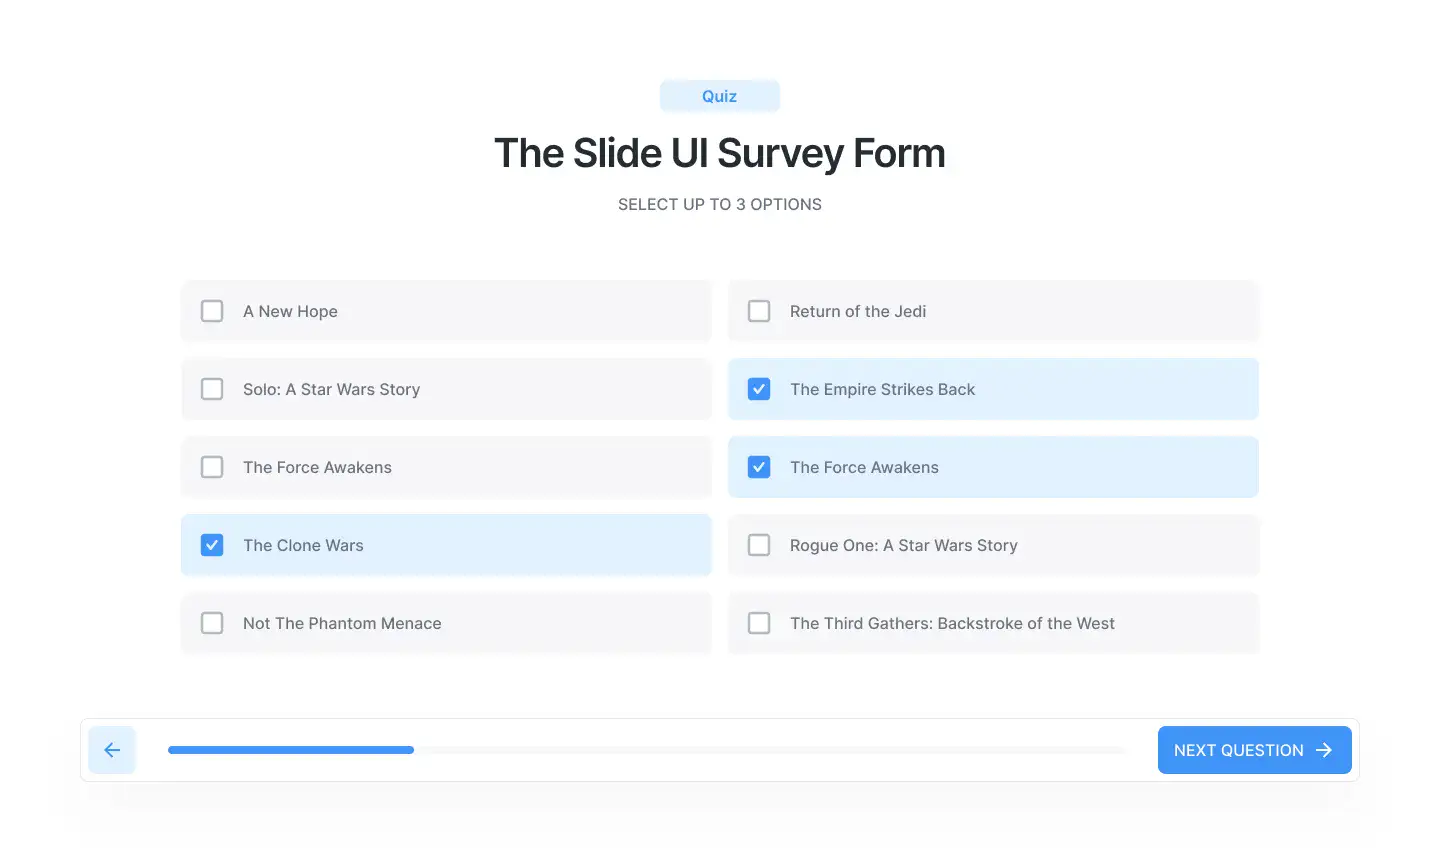 Quiz
The Slide UI Survey Form
SELECT UP TO 3 OPTIONS
A New Hope
Return of the Jedi
Solo: A Star Wars Story
The Empire Strikes Back
The Force Awakens
The Force Awakens
The Clone Wars
Rogue One: A Star Wars Story
Not The Phantom Menace
The Third Gathers: Backstroke of the West
NEXT QUESTION